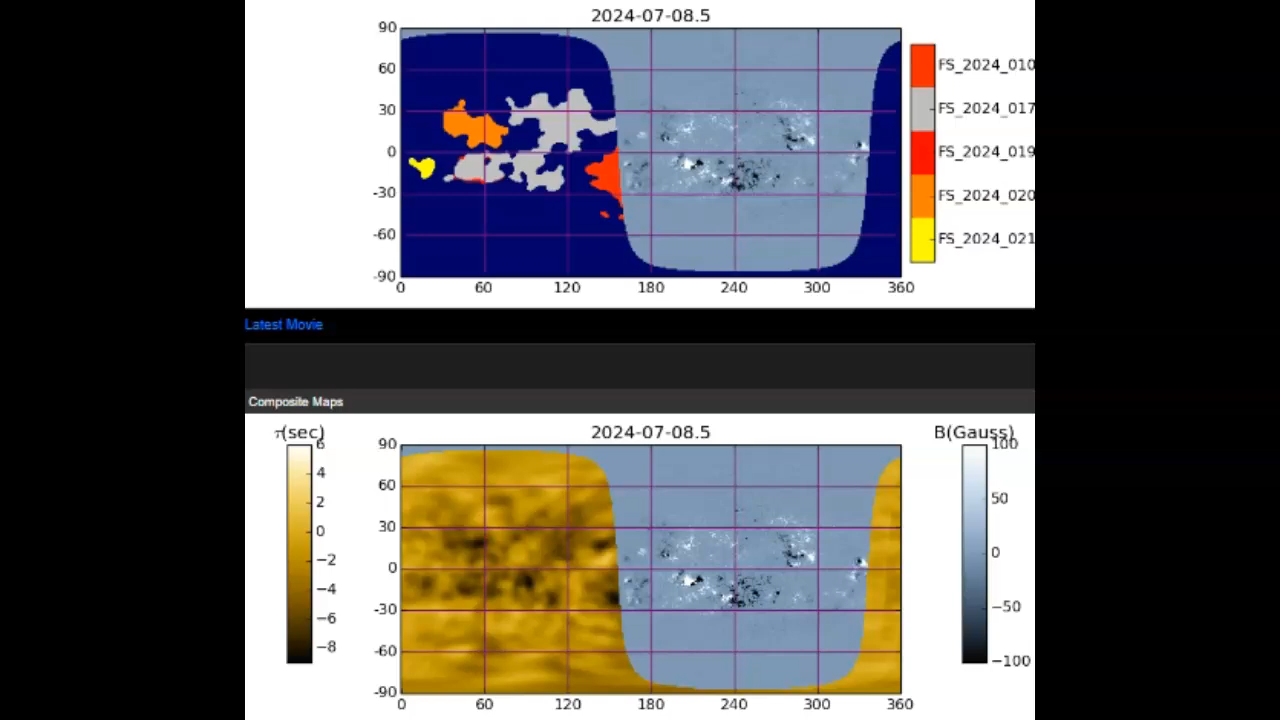 2024-07-08.5
90
60
30
0
-30
-60
-90
0 60 120 180 240 300 360
FS_2024_010
FS_2024_017
FS_2024_019
FS_2024_020
FS_2024_021
Latest Movie
Composite Maps
τ(sec)
6
4
2
0
−2
−4
−6
−8
2024-07-08.5
90
60
30
0
-30
-60
-90
0 60 120 180 240 300 360
B(Gauss)
100
50
0
−50
−100